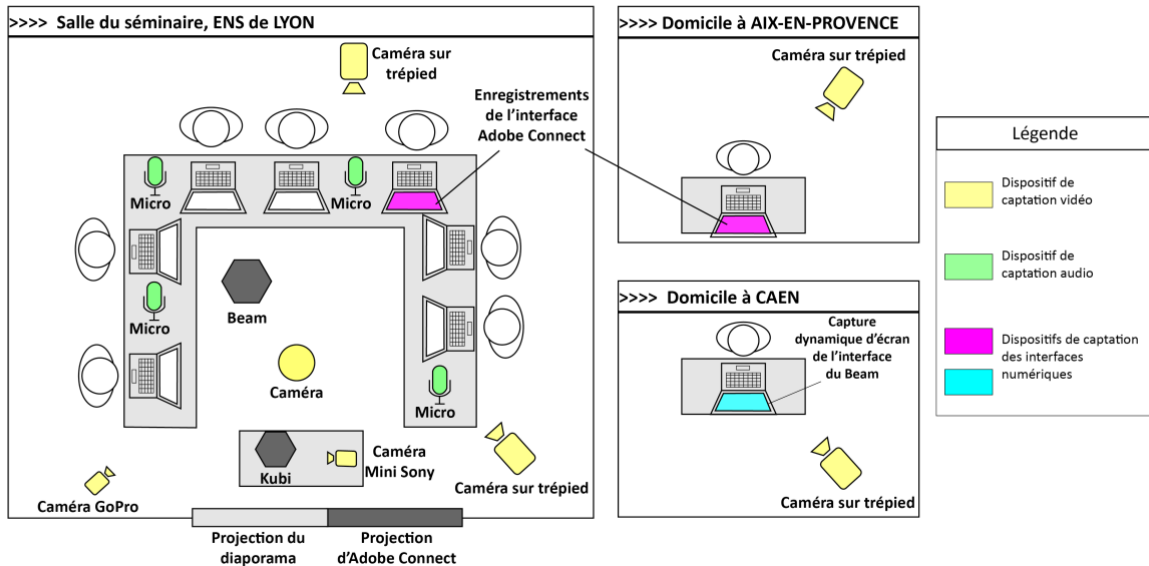 >>>> Salle du séminaire, ENS de LYON
Caméra sur
trépied
Enregistrements
de l'interface
Adobe Connect
Micro
Micro
Micro
Beam
Caméra
Micro
Kubi
Caméra
Mini Sony
Caméra GoPro
Caméra sur trépied
Projection du
diaporama
Projection
d'Adobe Connect
>>>> Domicile à AIX-EN-PROVENCE
Caméra sur trépied
>>>> Domicile à CAEN
Capture
dynamique d'écran
de l'interface
du Beam
Caméra sur trépied
Légende
Dispositif de
captation vidéo
Dispositif de
captation audio
Dispositifs de captation
des interfaces
numériques